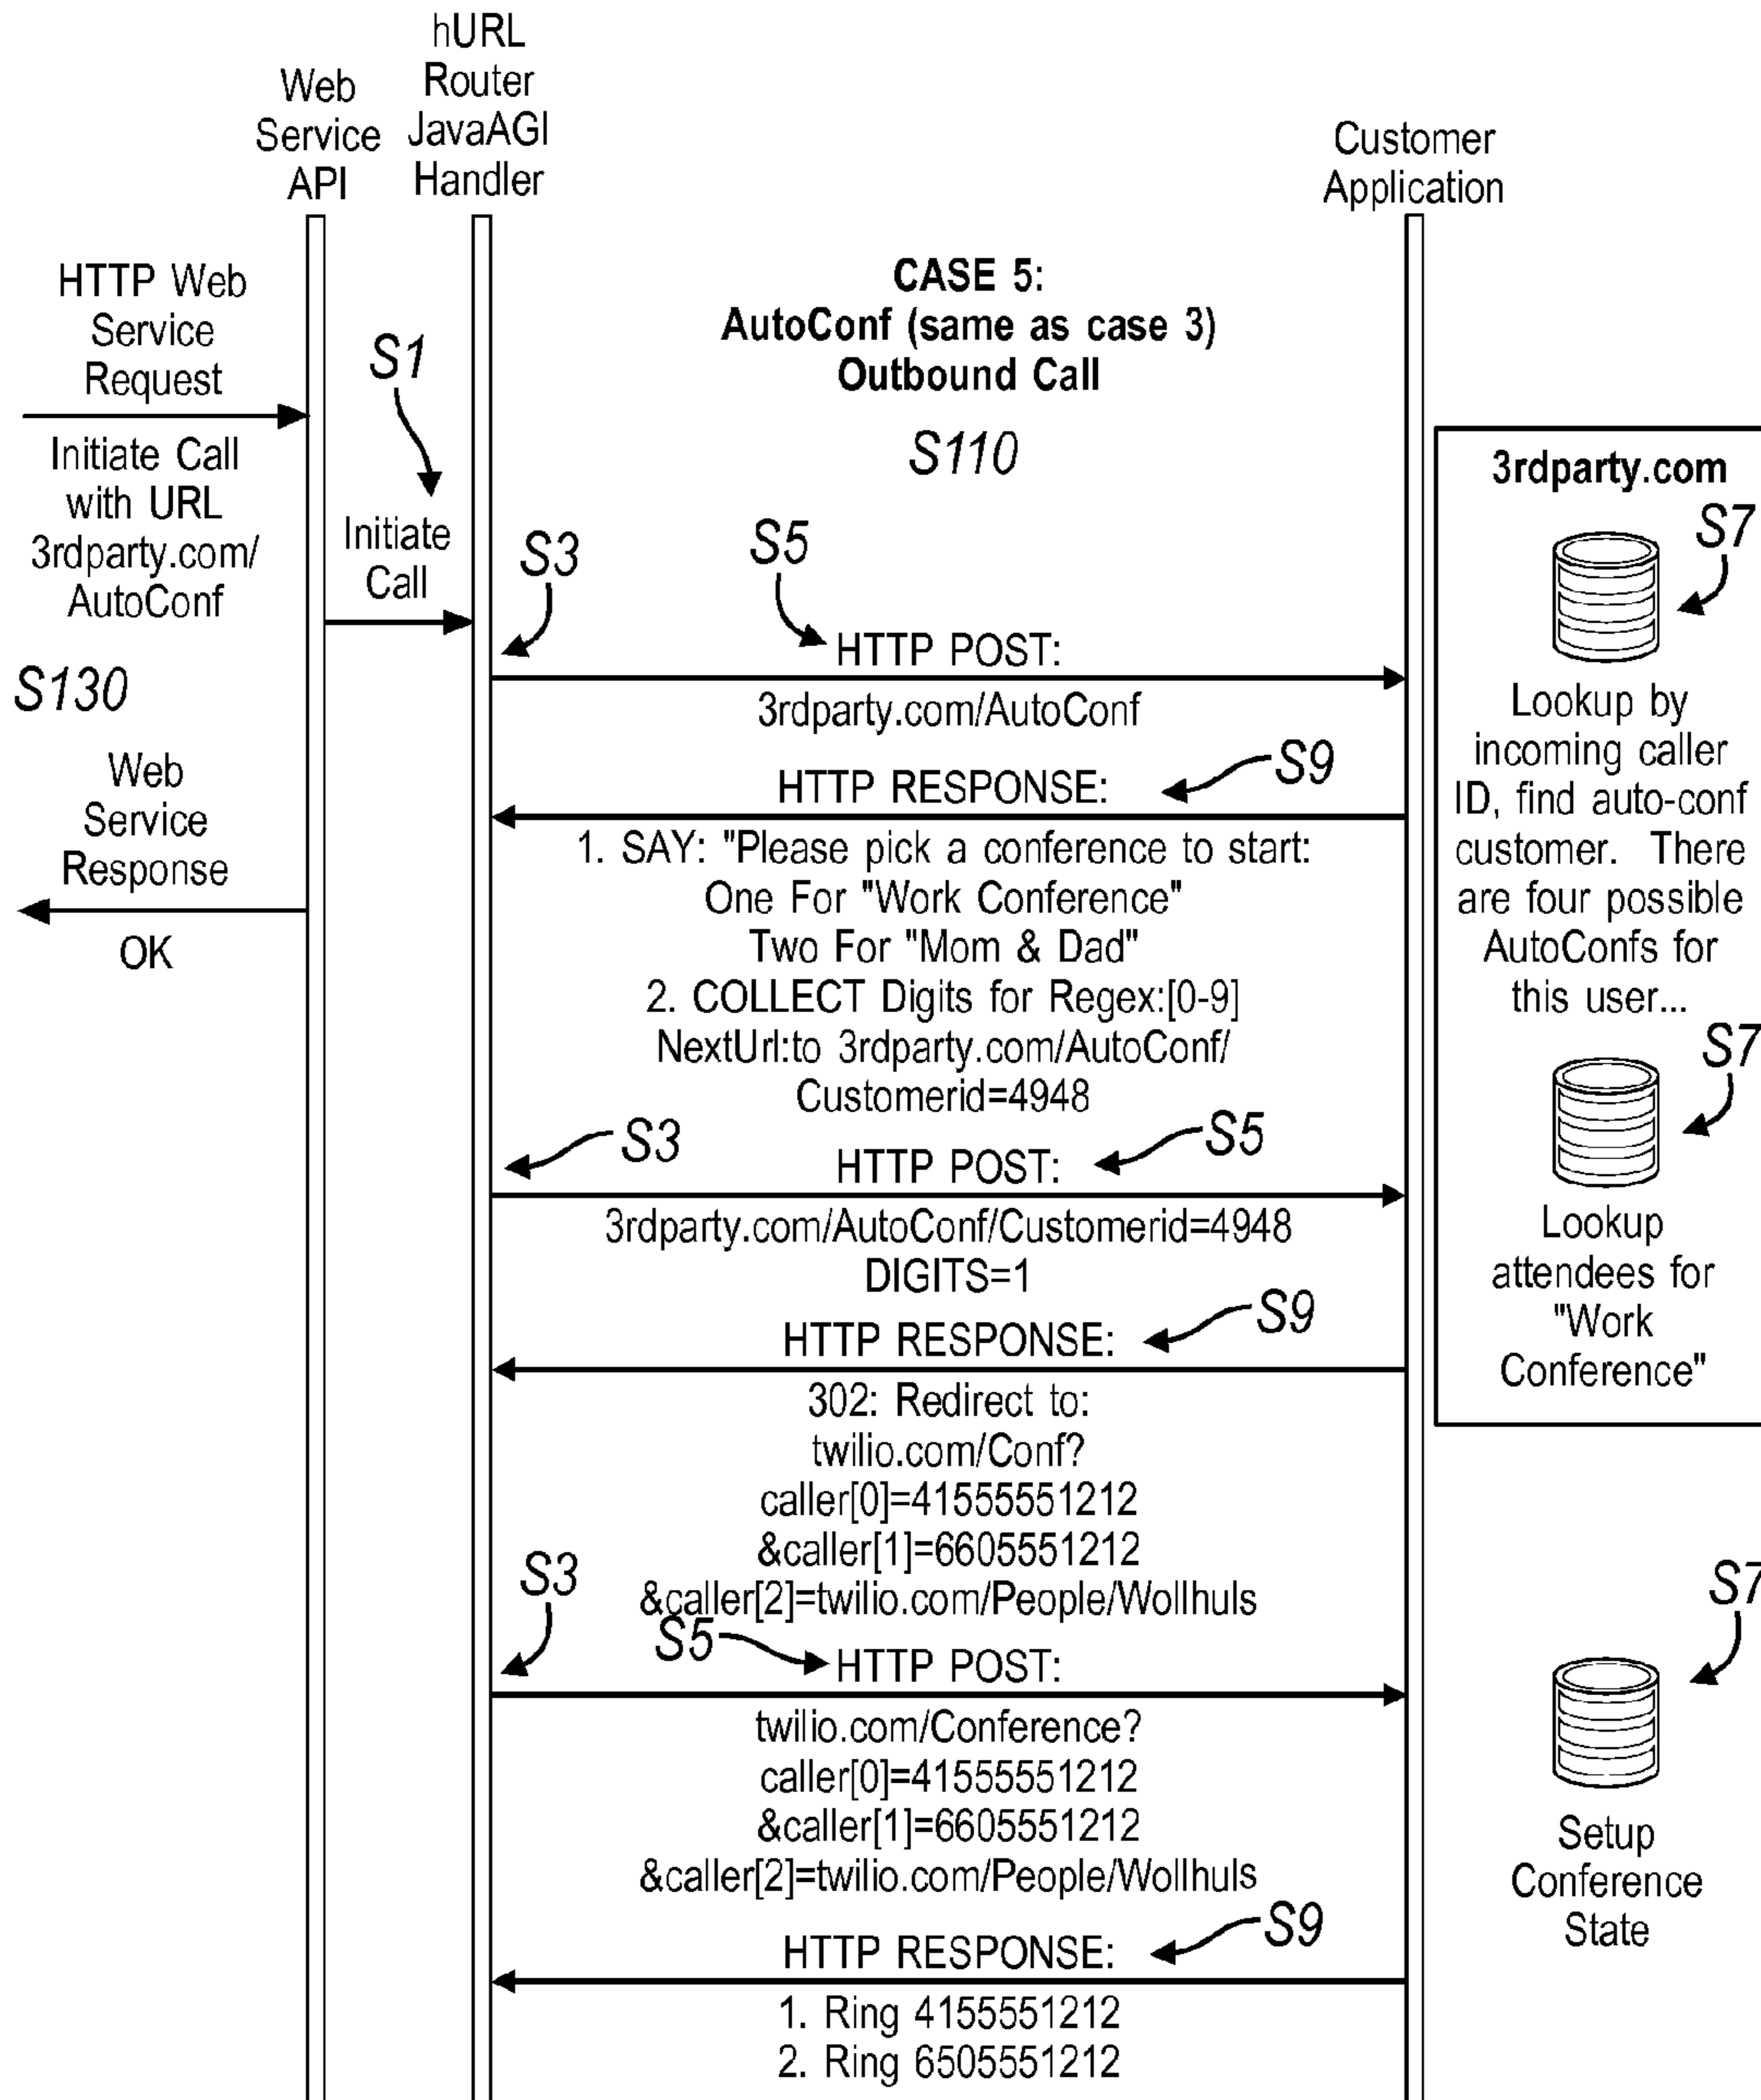 Web
Service
API
hURL
Router
JavaAGI
Handler
Customer
Application
HTTP Web
Service
Request
Initiate Call
with URL
3rdparty.com/
AutoConf
S130
Web
Service
Response
OK
S1
Initiate
Call
CASE 5:
AutoConf (same as case 3)
Outbound Call
S110
S3
S5
HTTP POST:
3rdparty.com/AutoConf
HTTP RESPONSE:
S9
1. SAY: "Please pick a conference to start:
One For "Work Conference"
Two For "Mom & Dad"
2. COLLECT Digits for Regex:[0-9]
NextUrl:to 3rdparty.com/AutoConf/
Customerid=4948
S3
HTTP POST:
S5
3rdparty.com/AutoConf/Customerid=4948
DIGITS=1
HTTP RESPONSE:
S9
302: Redirect to:
twilio.com/Conf?
caller[0]=41555551212
&caller[1]=6605551212
&caller[2]=twilio.com/People/Wollhuls
S3
S5
HTTP POST:
twilio.com/Conference?
caller[0]=41555551212
&caller[1]=6605551212
&caller[2]=twilio.com/People/Wollhuls
HTTP RESPONSE:
S9
1. Ring 4155551212
2. Ring 6505551212
3rdparty.com
S7
Lookup by
incoming caller
ID, find auto-conf
customer. There
are four possible
AutoConfs for
this user...
S7
Lookup
attendees for
"Work
Conference"
S7
Setup
Conference
State